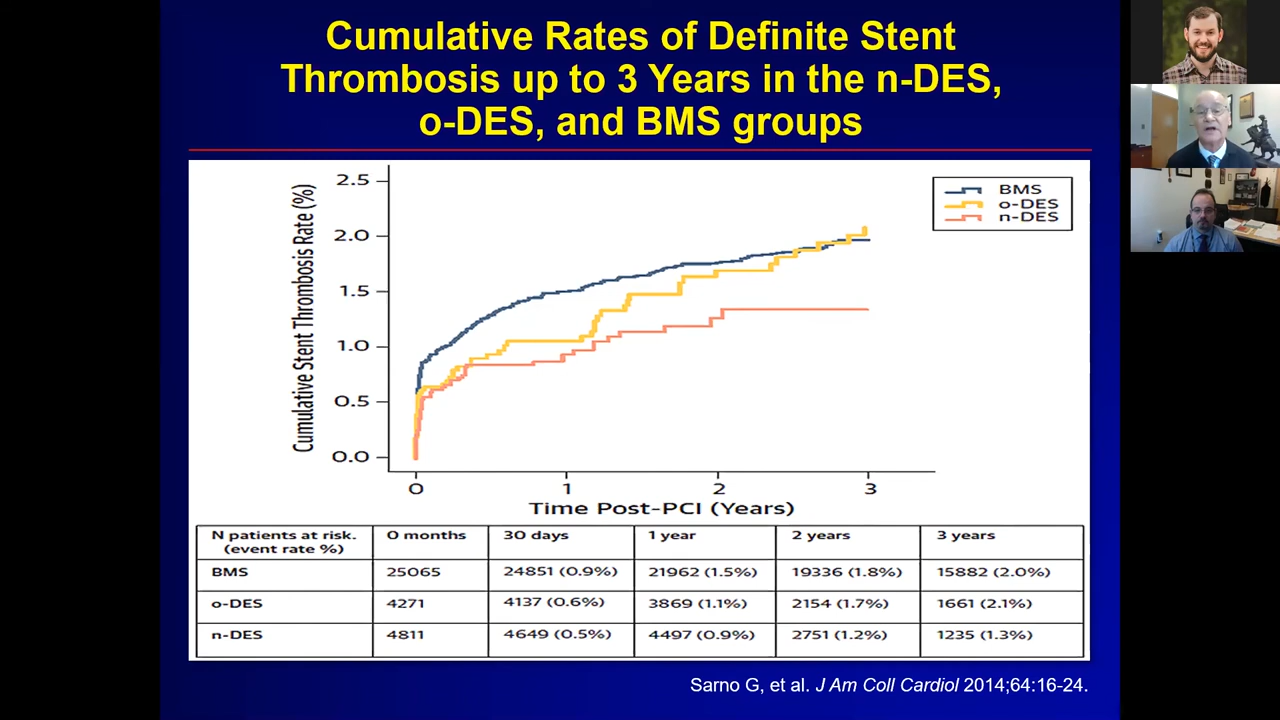 Cumulative Rates of Definite Stent
Thrombosis up to 3 Years in the n-DES,
o-DES, and BMS groups
Cumulative Stent Thrombosis Rate (%)
2.5
2.0
1.5
1.0
0.5
0.0
BMS
o-DES
n-DES
0 1 2 3
Time Post-PCI (Years)
N patients at risk. (event rate %) 0 months 30 days 1 year 2 years 3 years
BMS 25065 24851 (0.9%) 21962 (1.5%) 19336 (1.8%) 15882 (2.0%)
o-DES 4271 4137 (0.6%) 3869 (1.1%) 2154 (1.7%) 1661 (2.1%)
n-DES 4811 4649 (0.5%) 4497 (0.9%) 2751 (1.2%) 1235 (1.3%)
Sarno G, et al. J Am Coll Cardiol 2014;64:16-24.